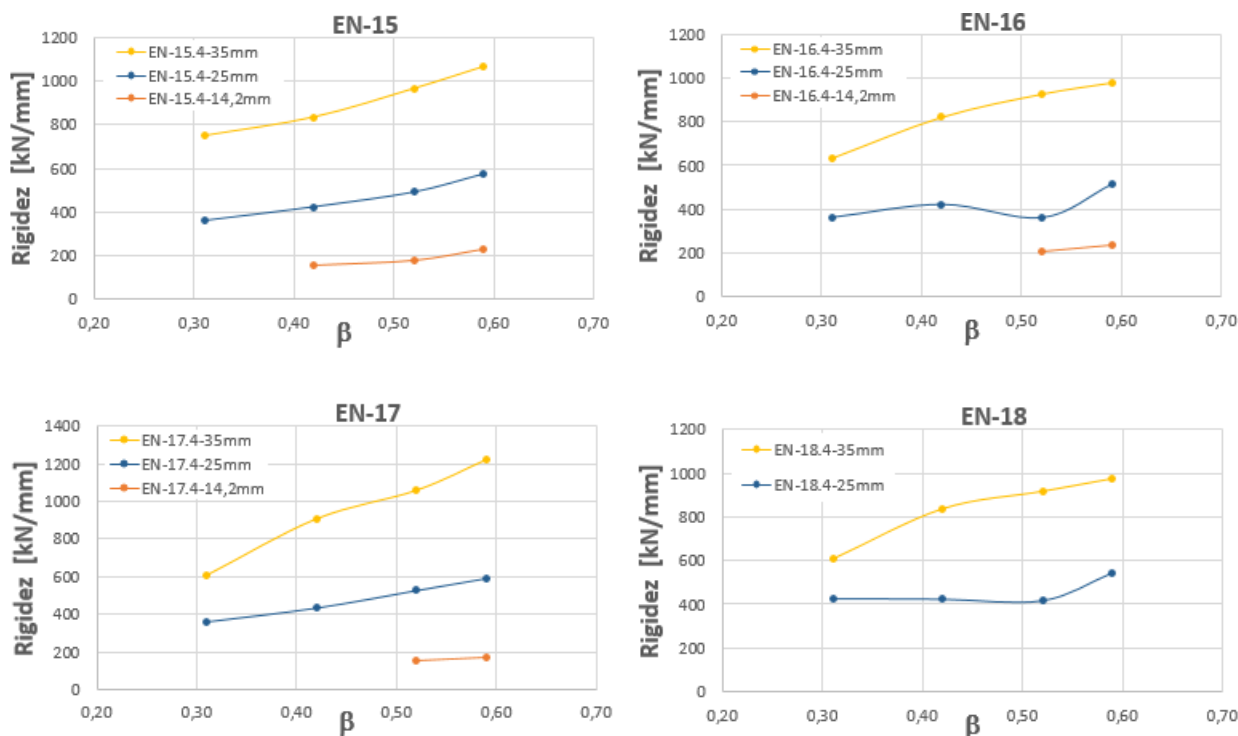 EN-15
1200
1000
800
600
400
200
0
0,20
0,30
0,40
0,50
0,60
0,70
Rigidez [kN/mm]
β
EN-15.4-35mm
EN-15.4-25mm
EN-15.4-14,2mm
EN-16
1200
1000
800
600
400
200
0
0,20
0,30
0,40
0,50
0,60
0,70
Rigidez [kN/mm]
β
EN-16.4-35mm
EN-16.4-25mm
EN-16.4-14,2mm
EN-17
1400
1200
1000
800
600
400
200
0
0,20
0,30
0,40
0,50
0,60
0,70
Rigidez [kN/mm]
β
EN-17.4-35mm
EN-17.4-25mm
EN-17.4-14,2mm
EN-18
1200
1000
800
600
400
200
0
0,20
0,30
0,40
0,50
0,60
0,70
Rigidez [kN/mm]
β
EN-18.4-35mm
EN-18.4-25mm